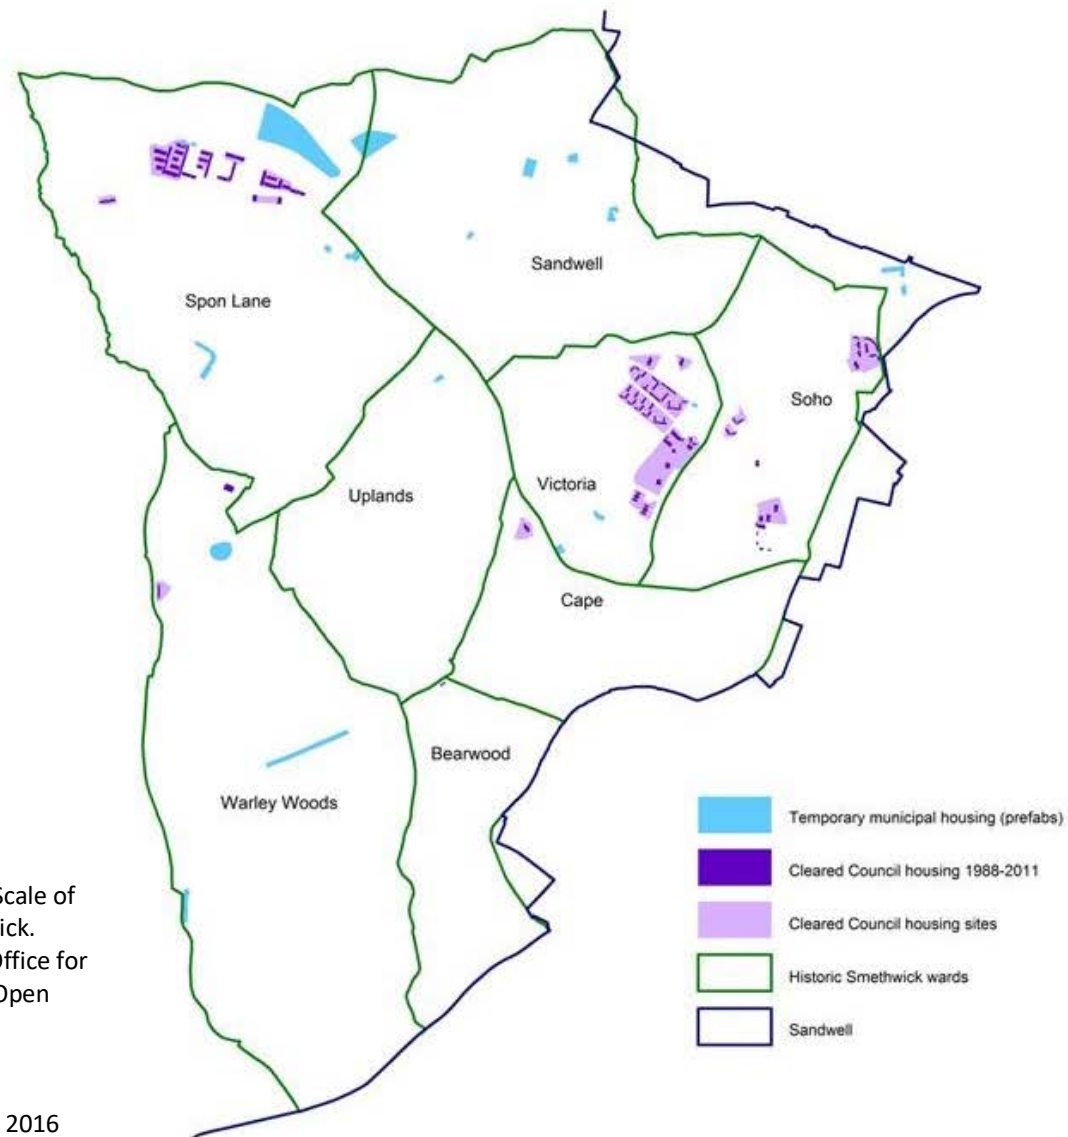 Sandwell
Spon Lane
Soho
Victoria
Uplands
Cape
Bearwood
Warley Woods
Temporary municipal housing (prefabs)
Cleared Council housing 1988-2011
Cleared Council housing sites
Historic Smethwick wards
Sandwell
Scale of
ick.
Office for
Open
2016